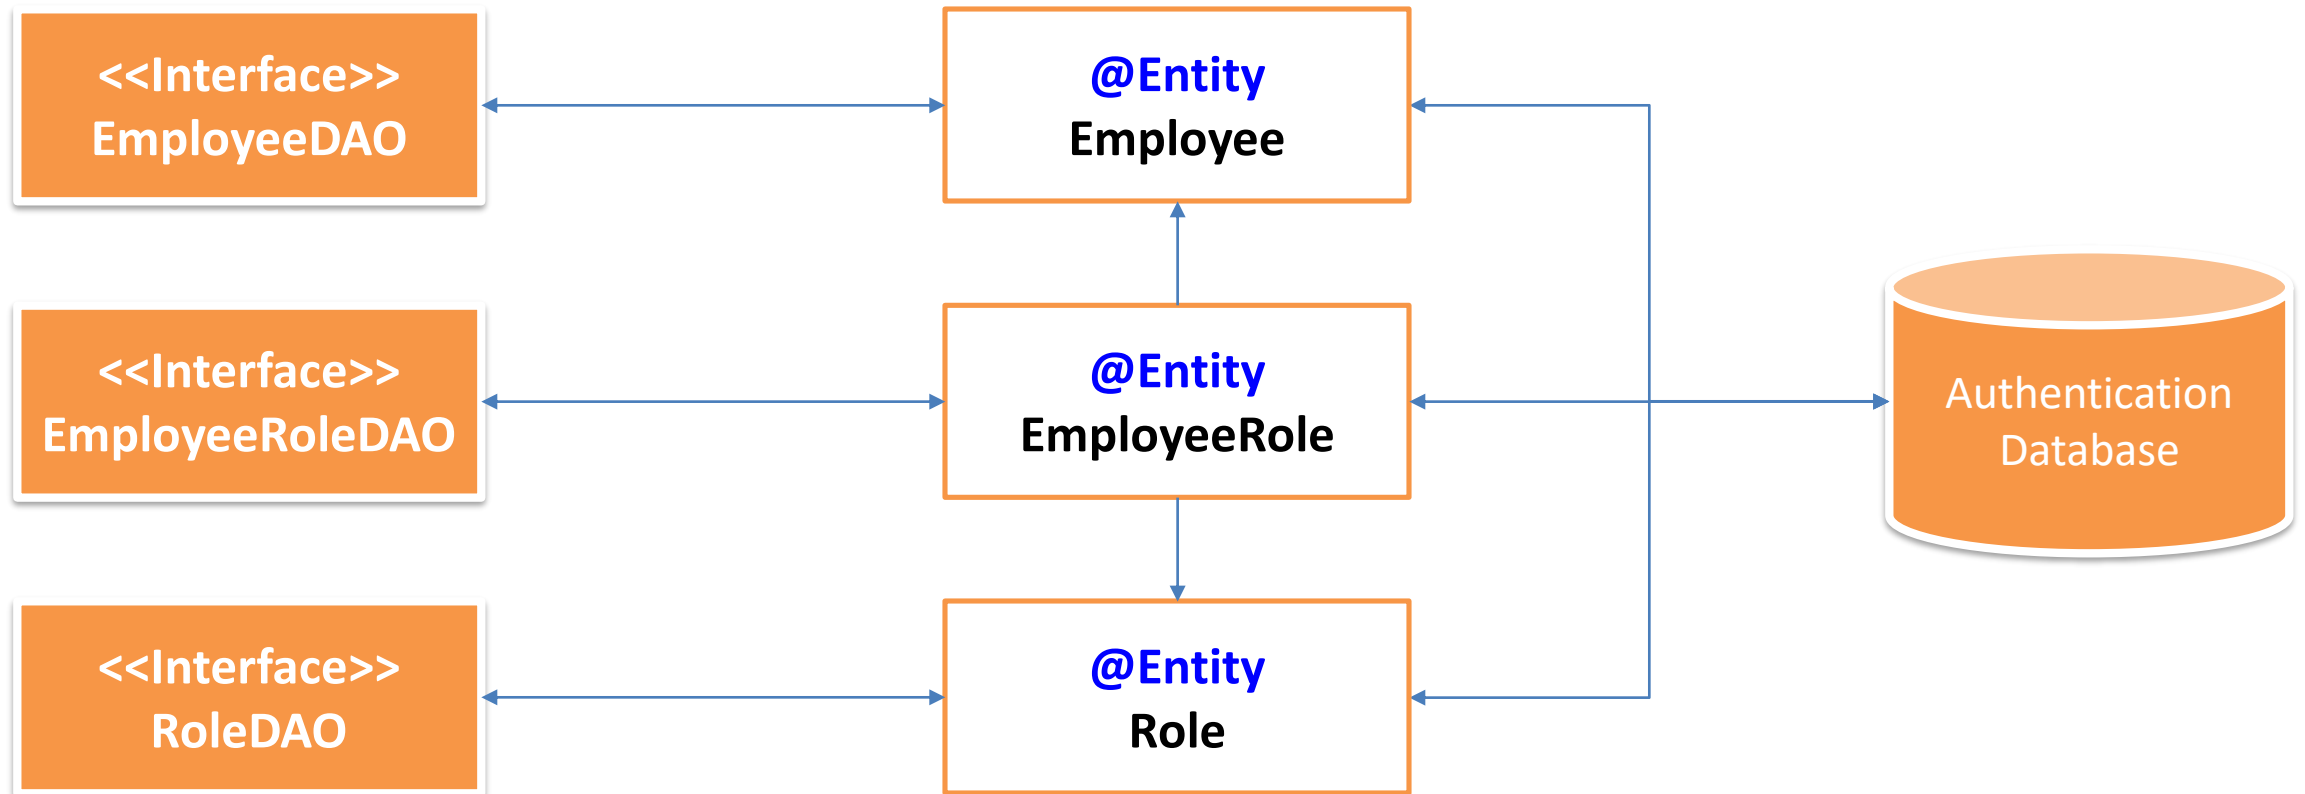 <<Interface>>
EmployeeDAO
@Entity
Employee
<<Interface>>
EmployeeRoleDAO
@Entity
EmployeeRole
Authentication
Database
<<Interface>>
RoleDAO
@Entity
Role